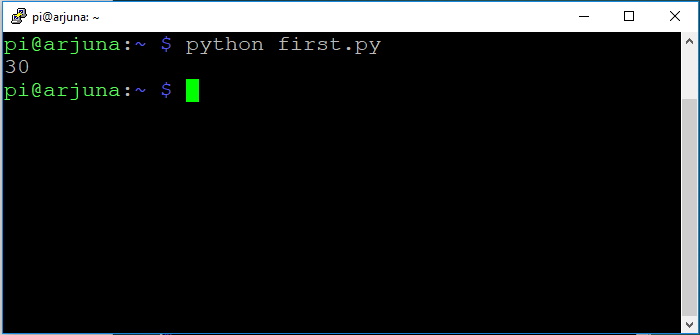 pi@arjuna: ~
pi@arjuna:~ $ python first.py
30
pi@arjuna:~ $